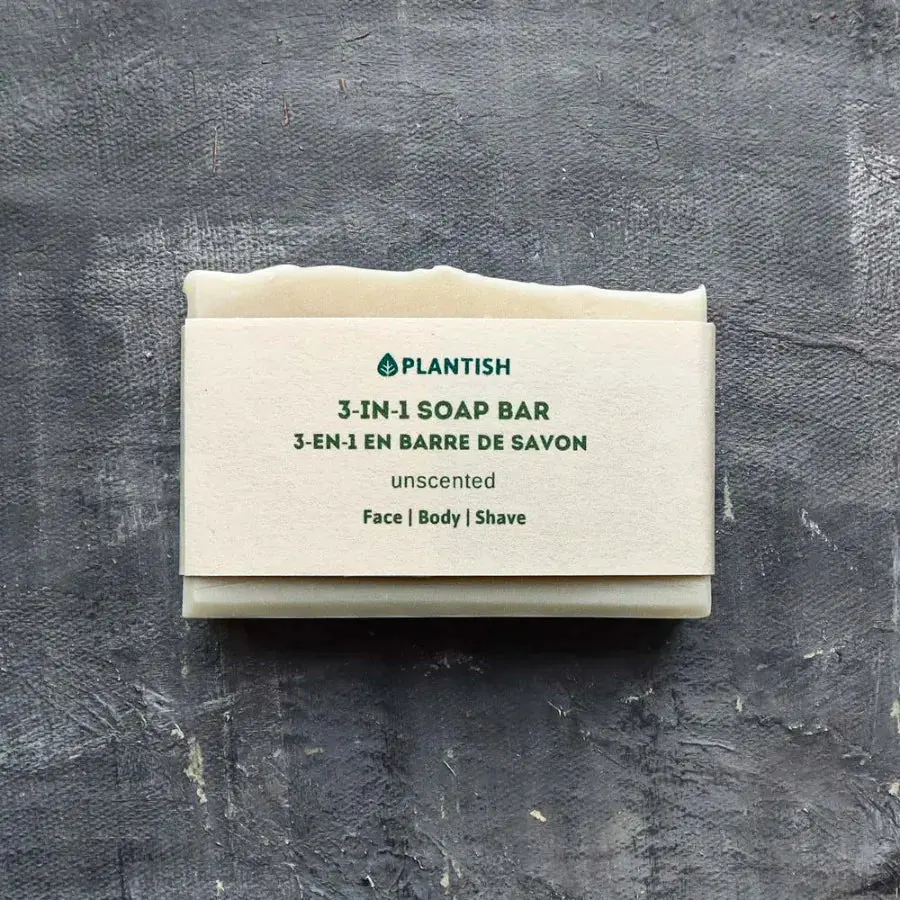 PLANTISH
3-IN-1 SOAP BAR
3-EN-1 EN BARRE DE SAVON
unscented
Face | Body | Shave